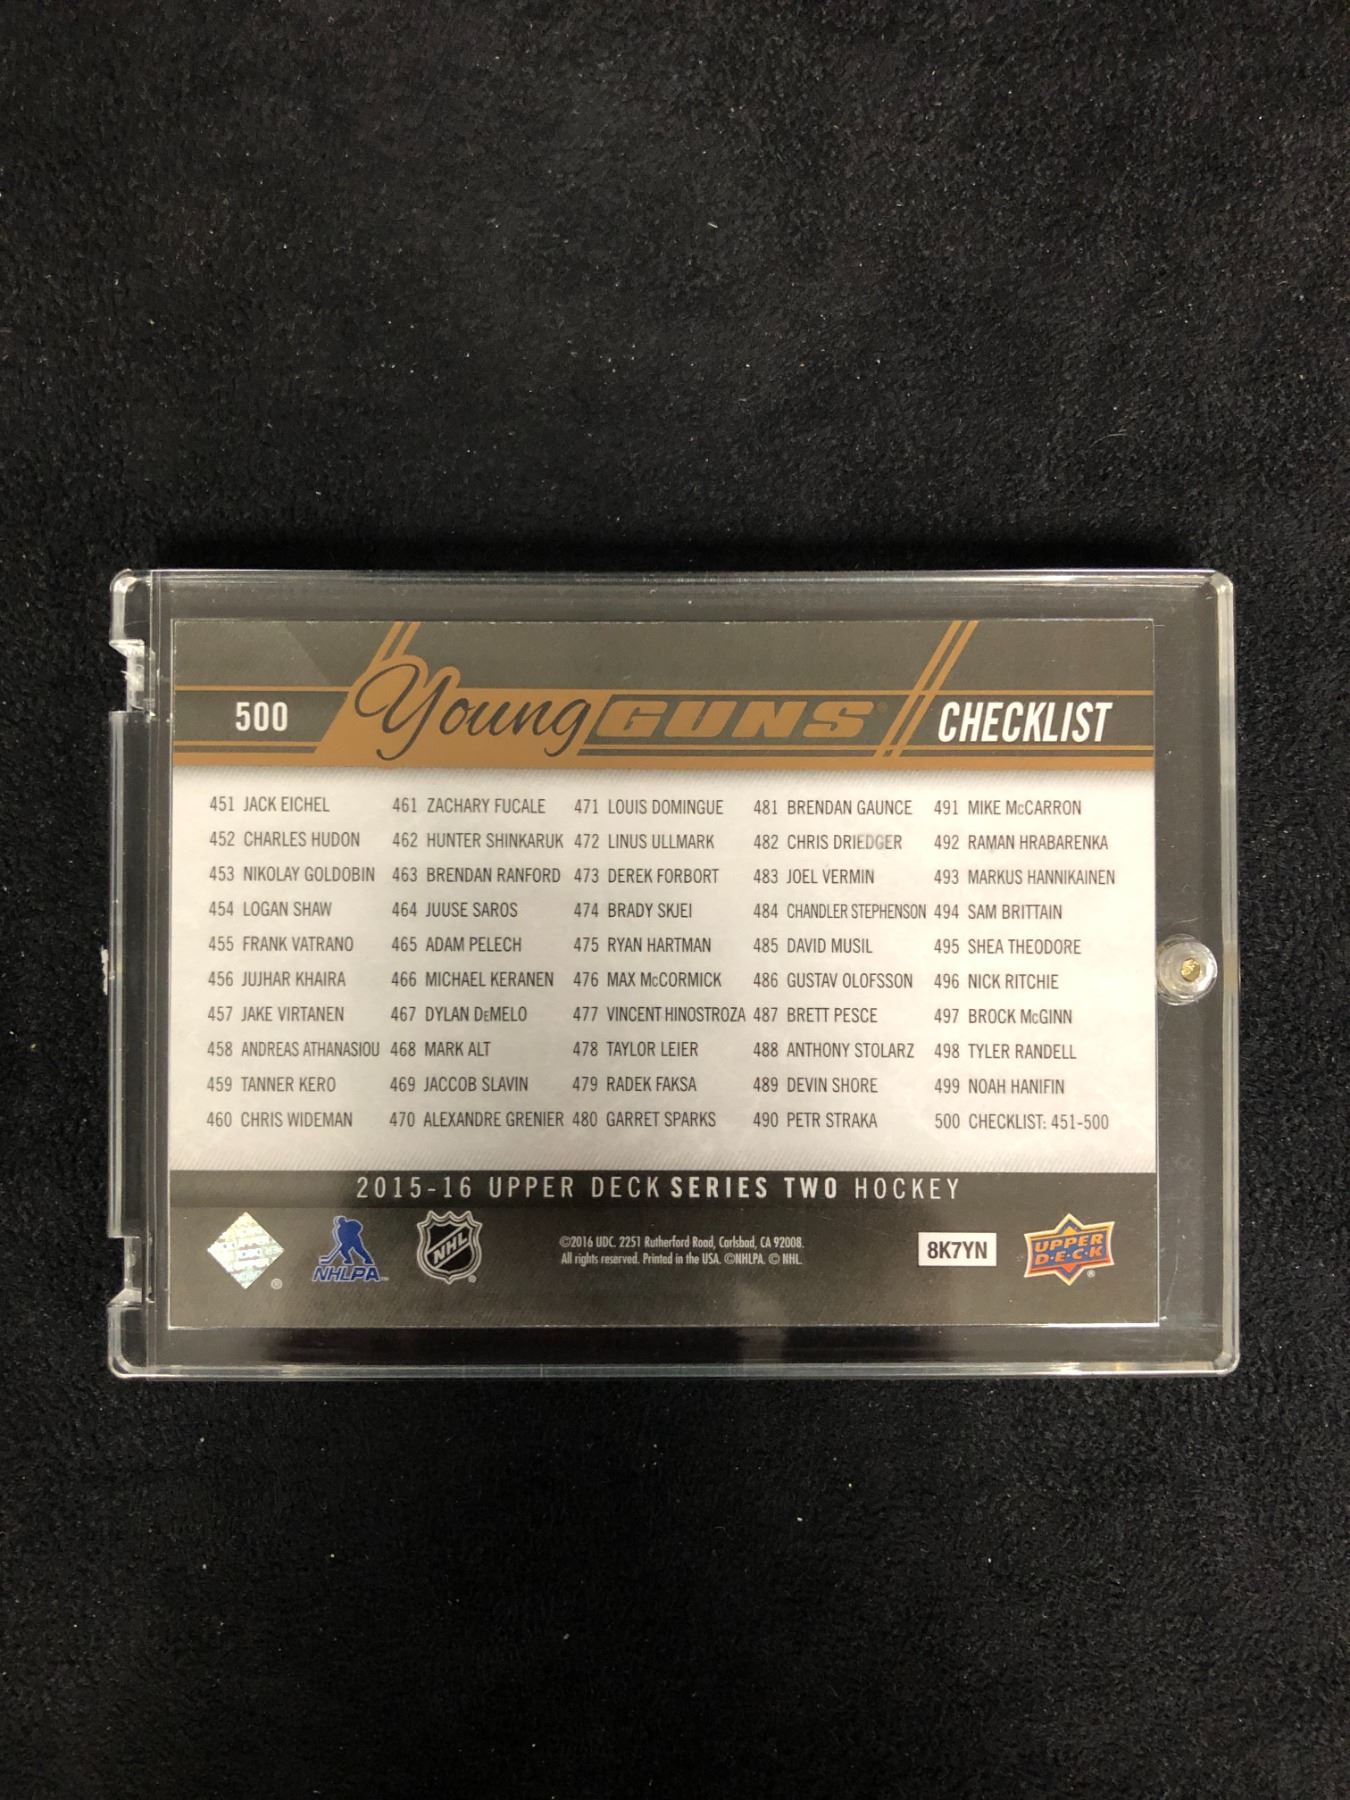 500 Young GUNS® CHECKLIST
451 JACK EICHEL
452 CHARLES HUDON
453 NIKOLAY GOLDOBIN
454 LOGAN SHAW
455 FRANK VATRANO
456 JUJHAR KHAIRA
457 JAKE VIRTANEN
458 ANDREAS ATHANASIOU
459 TANNER KERO
460 CHRIS WIDEMAN
461 ZACHARY FUCALE
462 HUNTER SHINKARUK
463 BRENDAN RANFORD
464 JUUSE SAROS
465 ADAM PELECH
466 MICHAEL KERANEN
467 DYLAN DeMELO
468 MARK ALT
469 JACCOB SLAVIN
470 ALEXANDRE GRENIER
471 LOUIS DOMINGUE
472 LINUS ULLMARK
473 DEREK FORBORT
474 BRADY SKJEI
475 RYAN HARTMAN
476 MAX McCORMICK
477 VINCENT HINOSTROZA
478 TAYLOR LEIER
479 RADEK FAKSA
480 GARRET SPARKS
481 BRENDAN GAUNCE
482 CHRIS DRIEDGER
483 JOEL VERMIN
484 CHANDLER STEPHENSON
485 DAVID MUSIL
486 GUSTAV OLOFSSON
487 BRETT PESCE
488 ANTHONY STOLARZ
489 DEVIN SHORE
490 PETR STRAKA
491 MIKE McCARRON
492 RAMAN HRABARENKA
493 MARKUS HANNIKAINEN
494 SAM BRITTAIN
495 SHEA THEODORE
496 NICK RITCHIE
497 BROCK McGINN
498 TYLER RANDELL
499 NOAH HANIFIN
500 CHECKLIST: 451-500
2015-16 UPPER DECK SERIES TWO HOCKEY
®
NHLPA
NHL
®
©2016 UDC. 2251 Rutherford Road, Carlsbad, CA 92008.
All rights reserved. Printed in the USA. ©NHLPA. © NHL.
8K7YN
UPPER
D·E·C·K
®